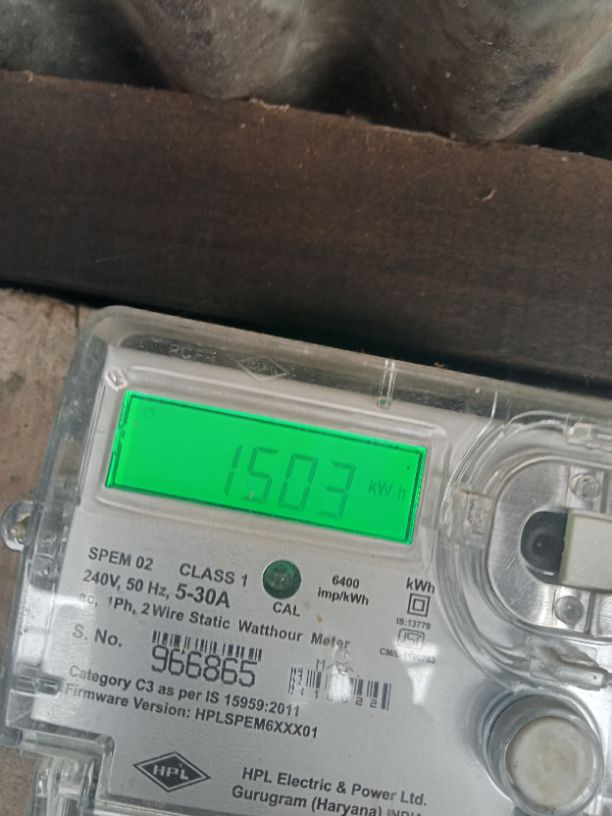 1503 kWh
SPEM 02 CLASS 1
6400 imp/kWh
kWh
240V, 50 Hz, 5-30A
CAL
IS:13779
ac, 1Ph, 2 Wire Static Watthour Meter
S. No.
966865
Category C3 as per IS 15959:2011
Firmware Version: HPLSPEM6XXX01
HPL
HPL Electric & Power Ltd.
Gurugram (Haryana)